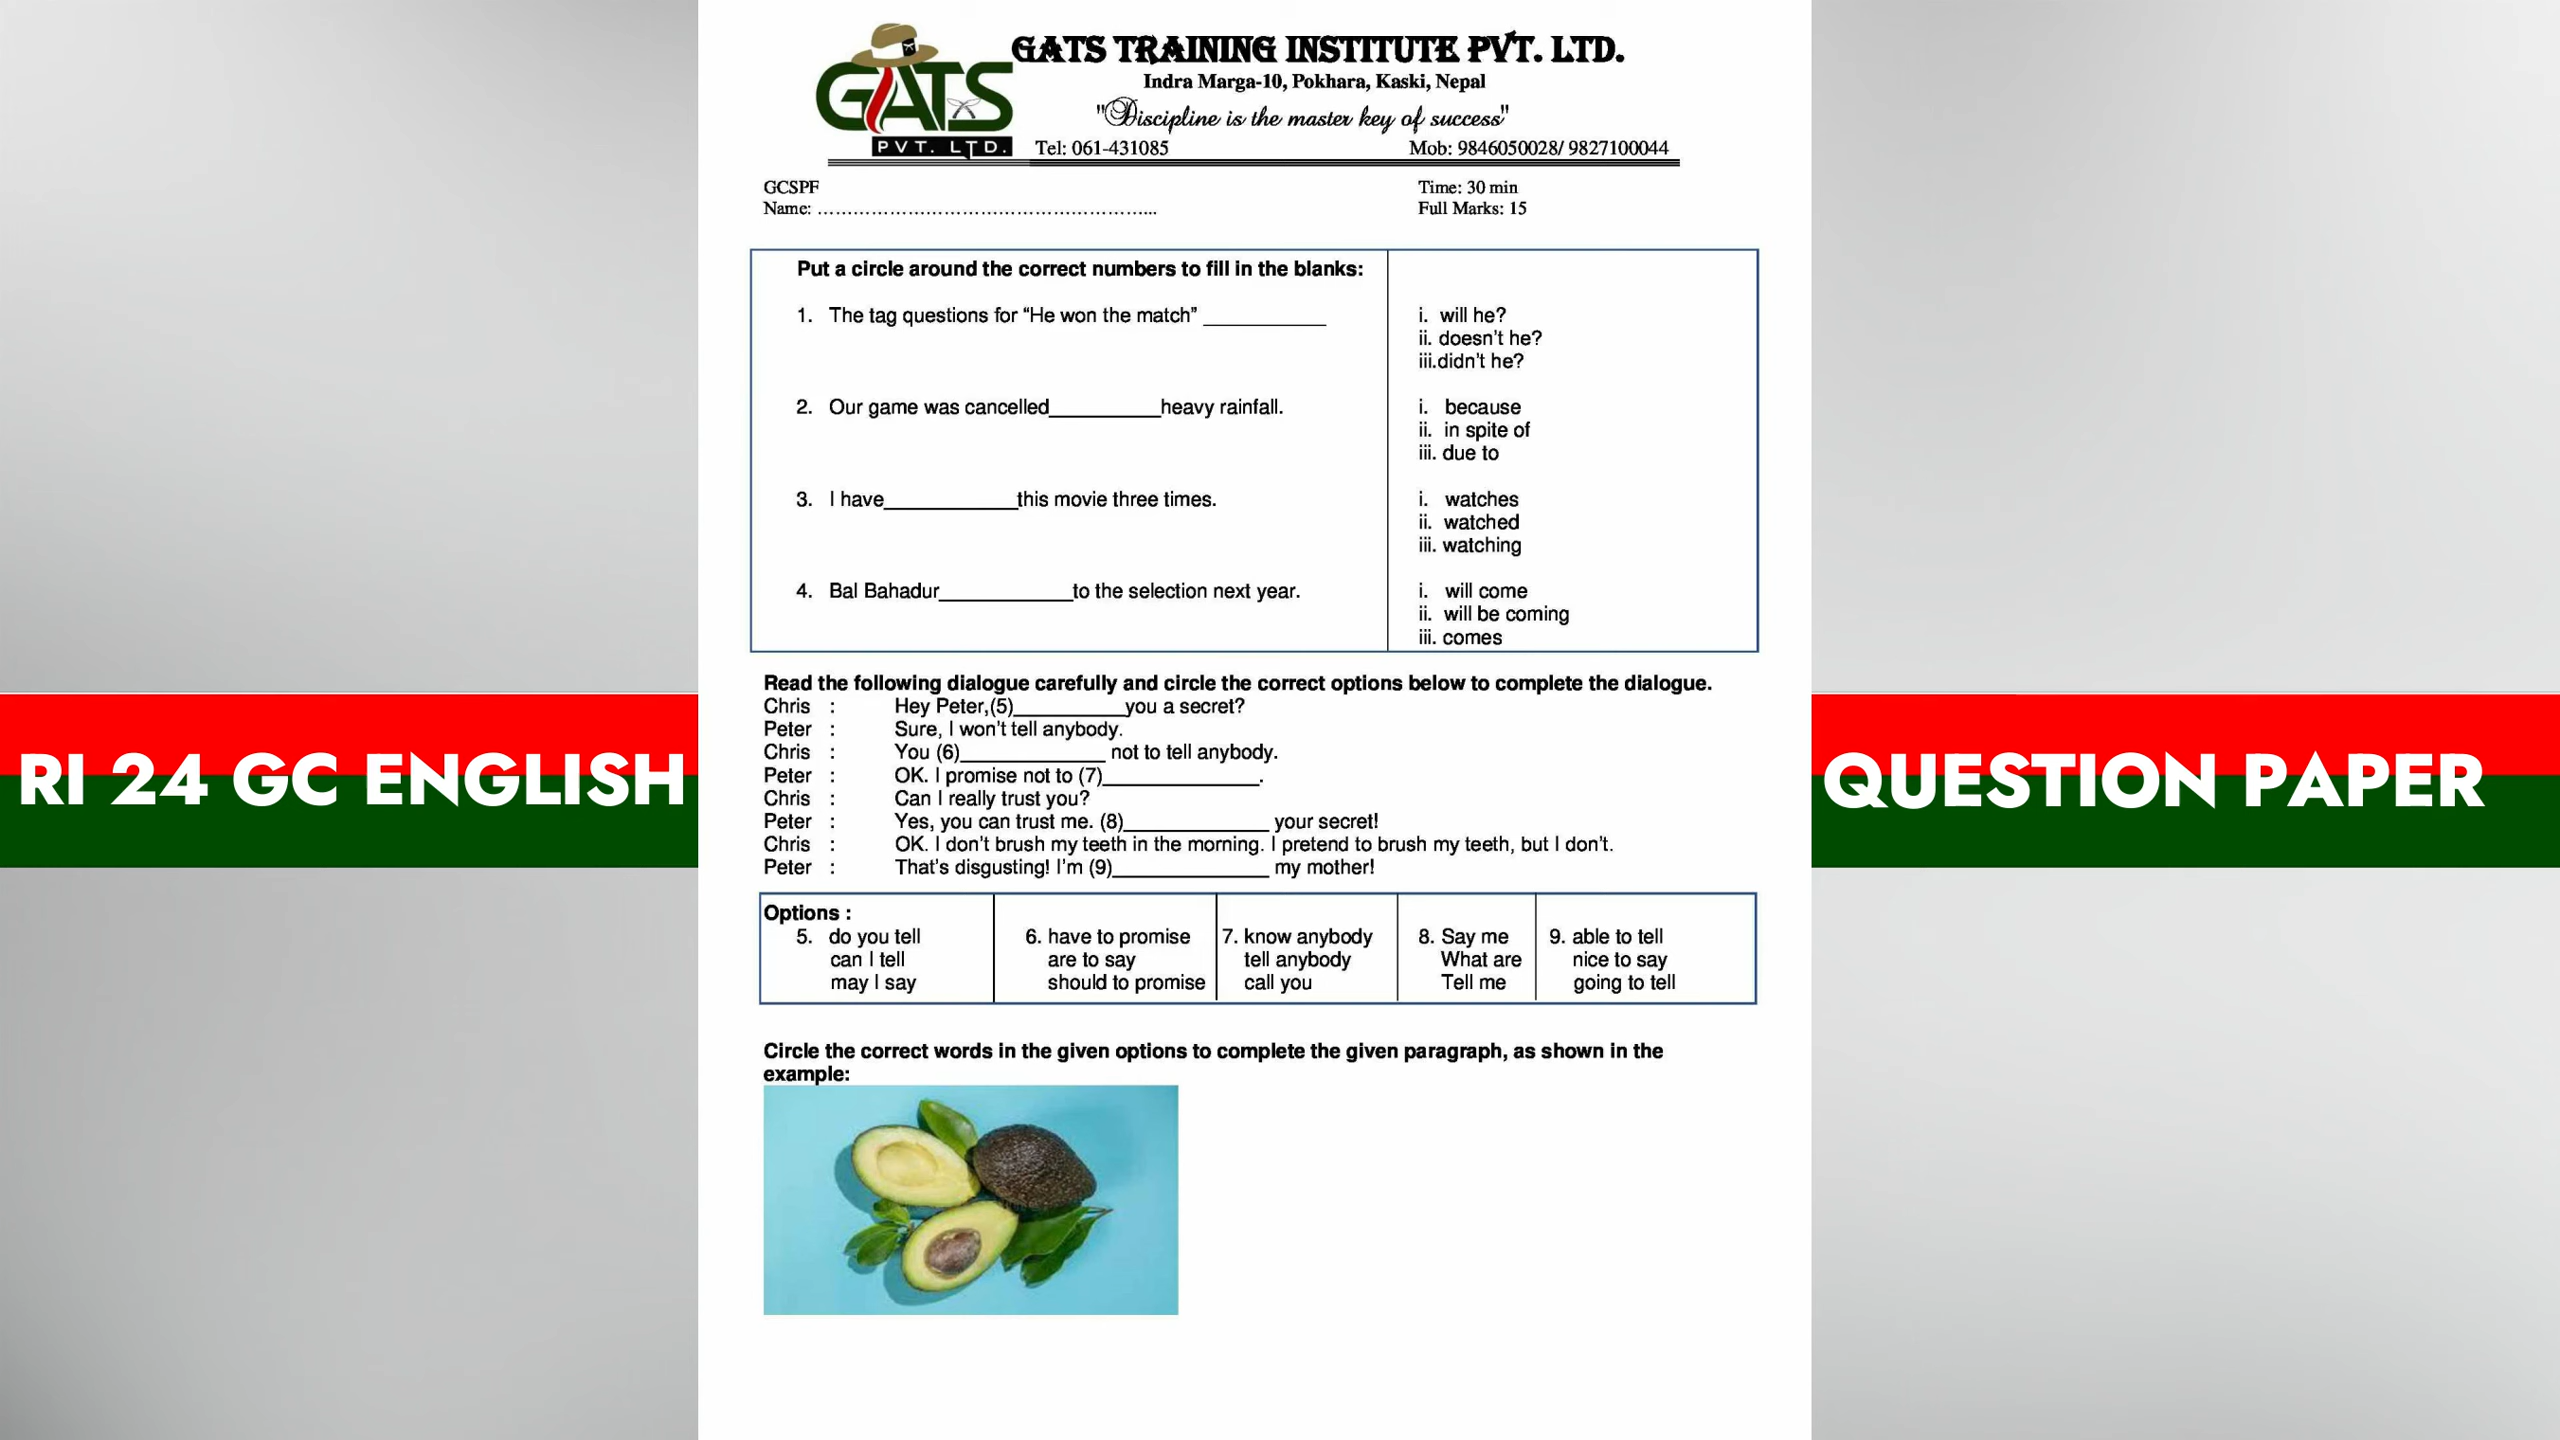 GATS
PVT. LTD.
GATS TRAINING INSTITUTE PVT. LTD.
Indra Marga-10, Pokhara, Kaski, Nepal
"Discipline is the master key of success"
Tel: 061-431085 Mob: 9846050028/ 9827100044
GCSPF Time: 30 min
Name: ………………………………………………... Full Marks: 15
Put a circle around the correct numbers to fill in the blanks:
1. The tag questions for “He won the match” ___________ i. will he?
ii. doesn’t he?
iii.didn’t he?
2. Our game was cancelled__________heavy rainfall. i. because
ii. in spite of
iii. due to
3. I have____________this movie three times. i. watches
ii. watched
iii. watching
4. Bal Bahadur____________to the selection next year. i. will come
ii. will be coming
iii. comes
Read the following dialogue carefully and circle the correct options below to complete the dialogue.
Chris : Hey Peter,(5)__________you a secret?
Peter : Sure, I won’t tell anybody.
Chris : You (6)_____________ not to tell anybody.
Peter : OK. I promise not to (7)______________.
Chris : Can I really trust you?
Peter : Yes, you can trust me. (8)_____________ your secret!
Chris : OK. I don’t brush my teeth in the morning. I pretend to brush my teeth, but I don’t.
Peter : That’s disgusting! I’m (9)______________ my mother!
Options :
5. do you tell 6. have to promise 7. know anybody 8. Say me 9. able to tell
can I tell are to say tell anybody What are nice to say
may I say should to promise call you Tell me going to tell
Circle the correct words in the given options to complete the given paragraph, as shown in the
example:
RI 24 GC ENGLISH
QUESTION PAPER